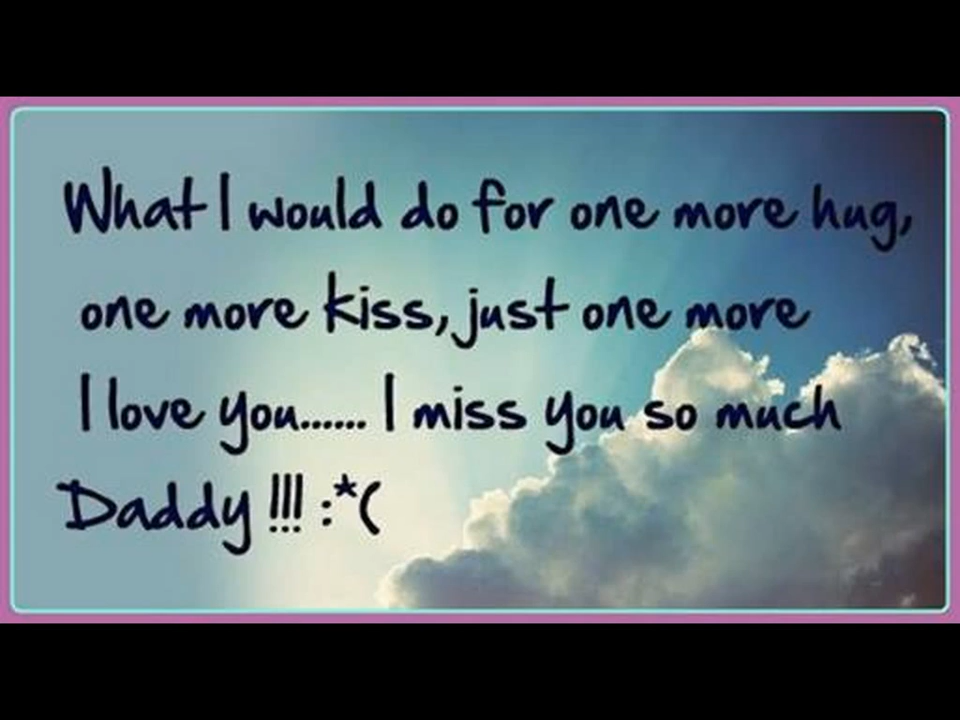 What I would do for one more hug,
one more kiss, just one more
I love you...... I miss you so much
Daddy !!! :*(